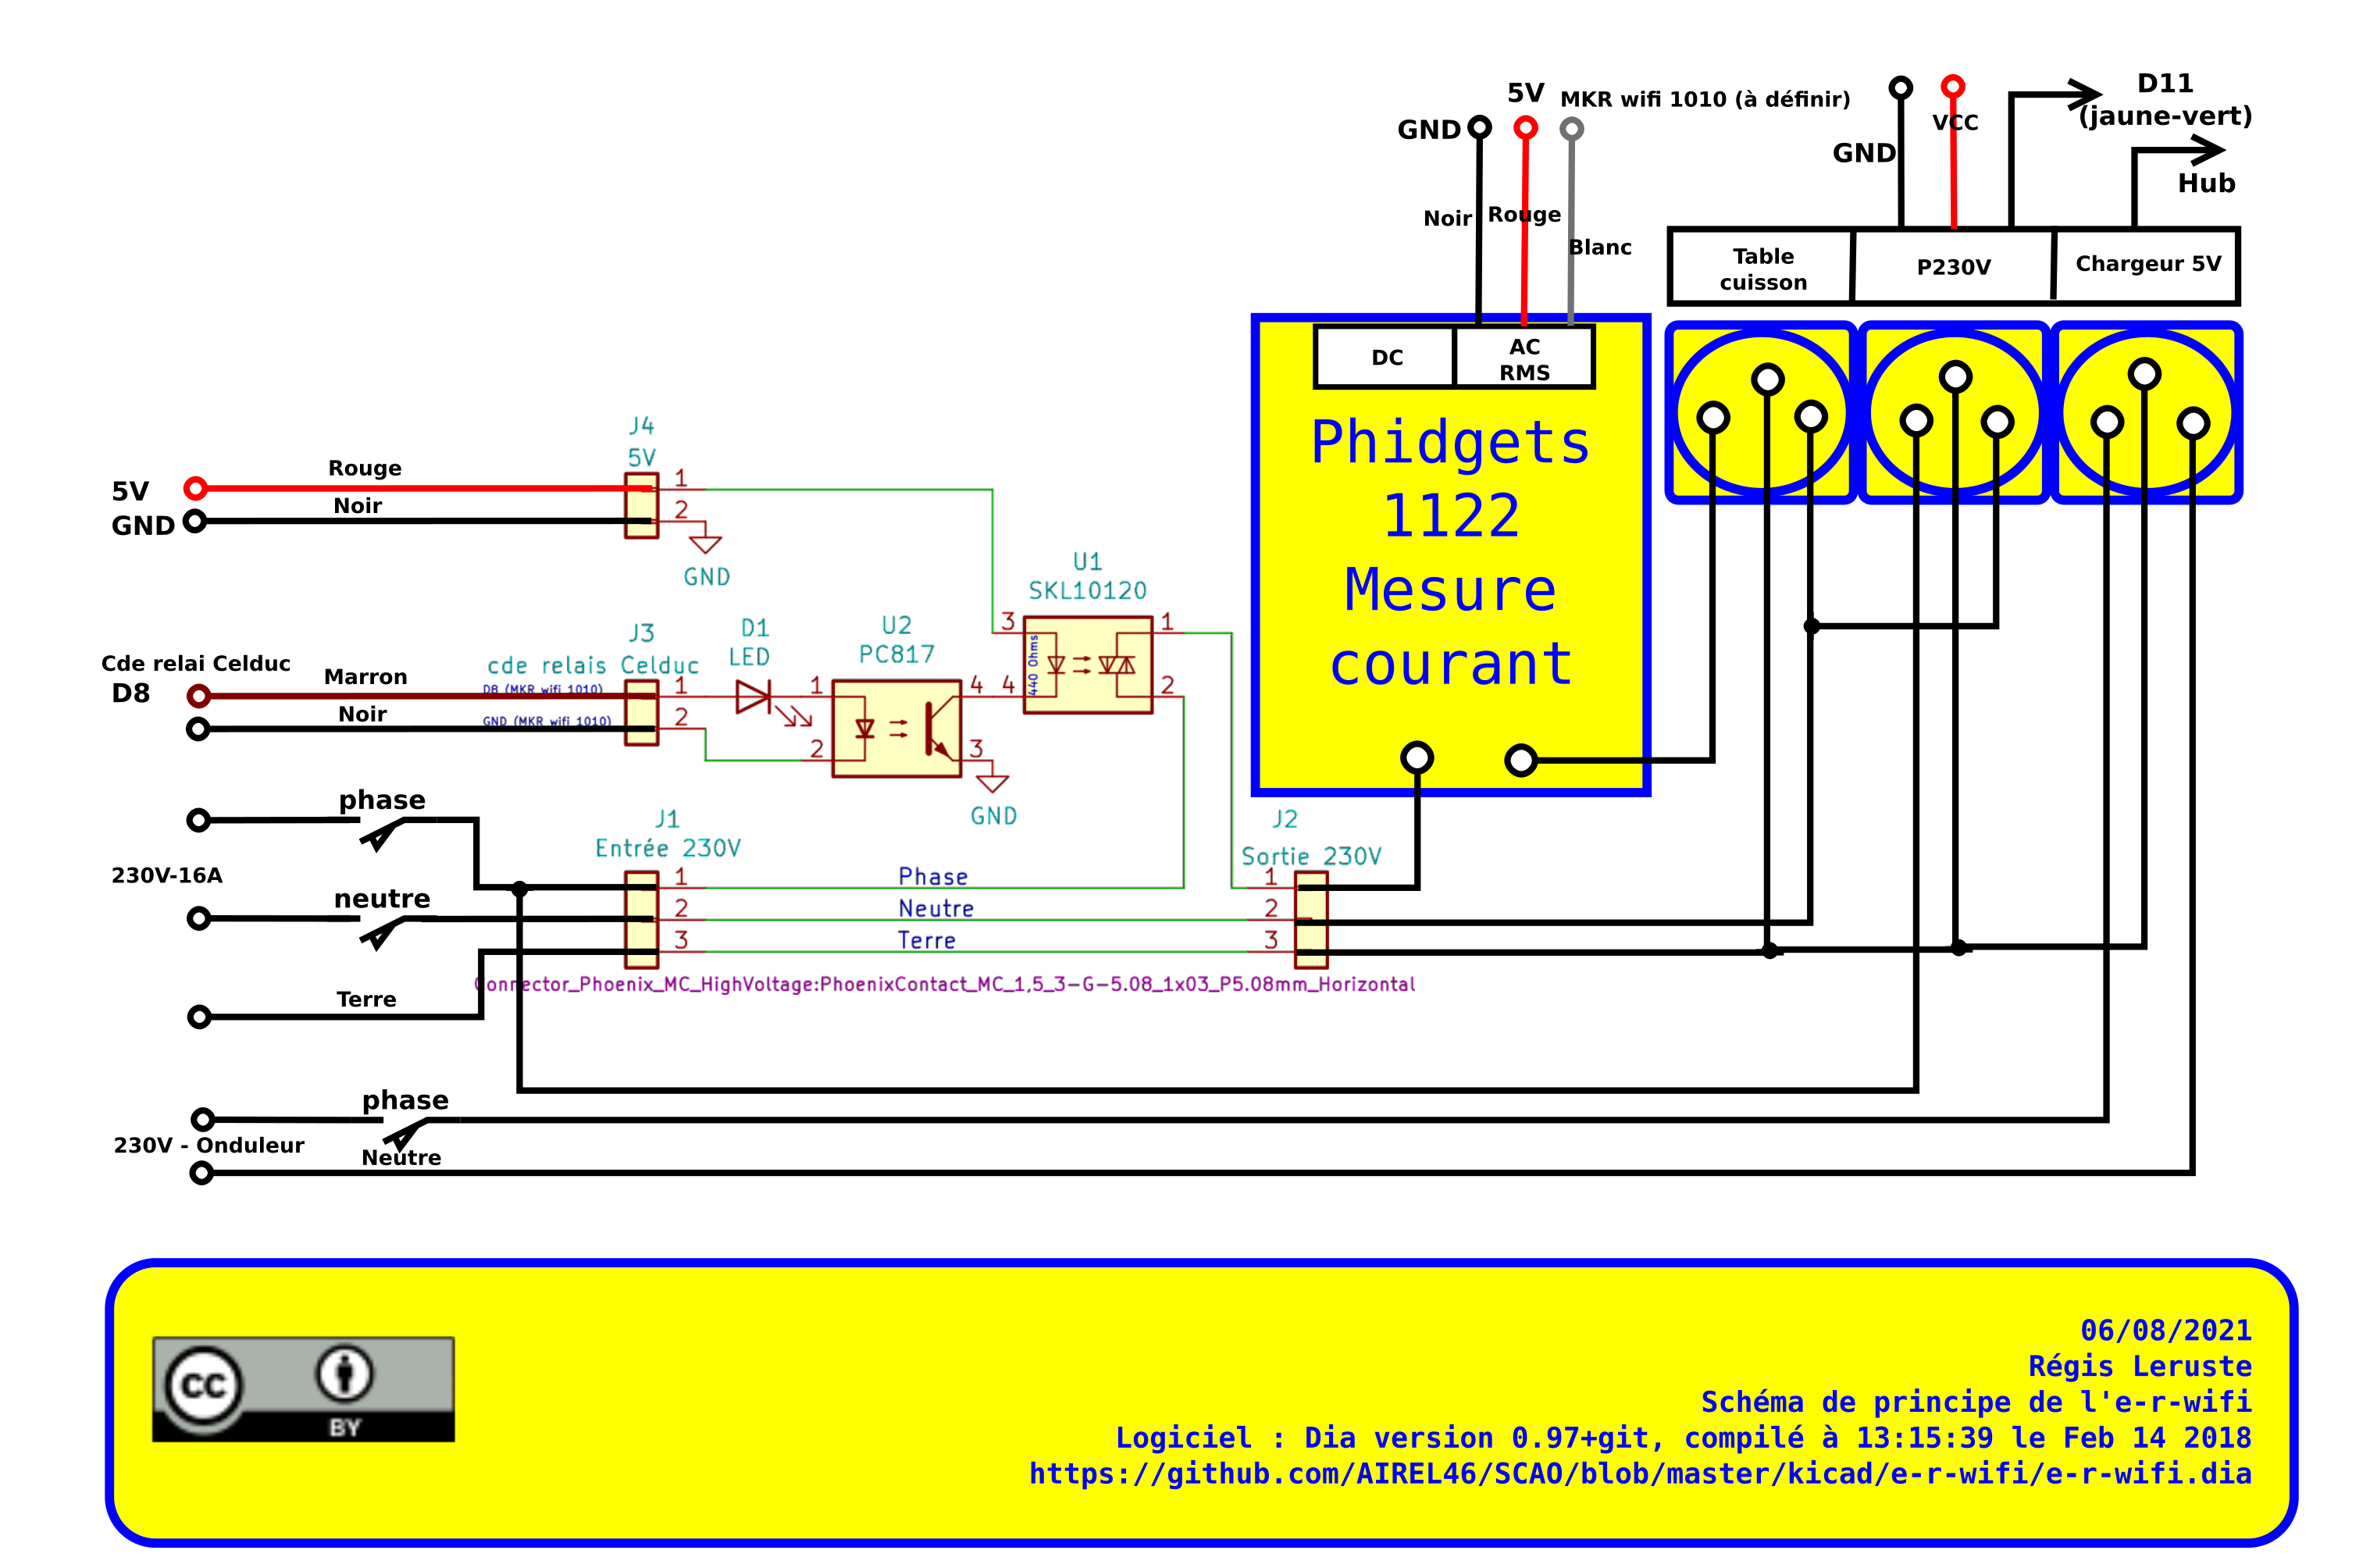 5V
MKR wifi 1010 (à définir)
GND
D11
(jaune-vert)
VCC
GND
Hub
Noir
Rouge
Blanc
Table
cuisson
P230V
Chargeur 5V
DC
AC
RMS
Phidgets
1122
Mesure
courant
J4
5V
Rouge
1
5V
Noir
2
GND
GND
U1
SKL10120
3
1
440 Ohms
4
2
J3
cde relais Celduc
D1
LED
U2
PC817
Cde relai Celduc
D8
Marron
D8 (MKR wifi 1010)
1
1
4
Noir
GND (MKR wifi 1010)
2
2
3
GND
phase
J1
Entrée 230V
J2
Sortie 230V
230V-16A
1
Phase
1
neutre
2
Neutre
2
3
Terre
3
Connector_Phoenix_MC_HighVoltage:PhoenixContact_MC_1,5_3-G-5.08_1x03_P5.08mm_Horizontal
Terre
phase
230V - Onduleur
Neutre
CC
BY
06/08/2021
Régis Leruste
Schéma de principe de l'e-r-wifi
Logiciel : Dia version 0.97+git, compilé à 13:15:39 le Feb 14 2018
https://github.com/AIREL46/SCAO/blob/master/kicad/e-r-wifi/e-r-wifi.dia